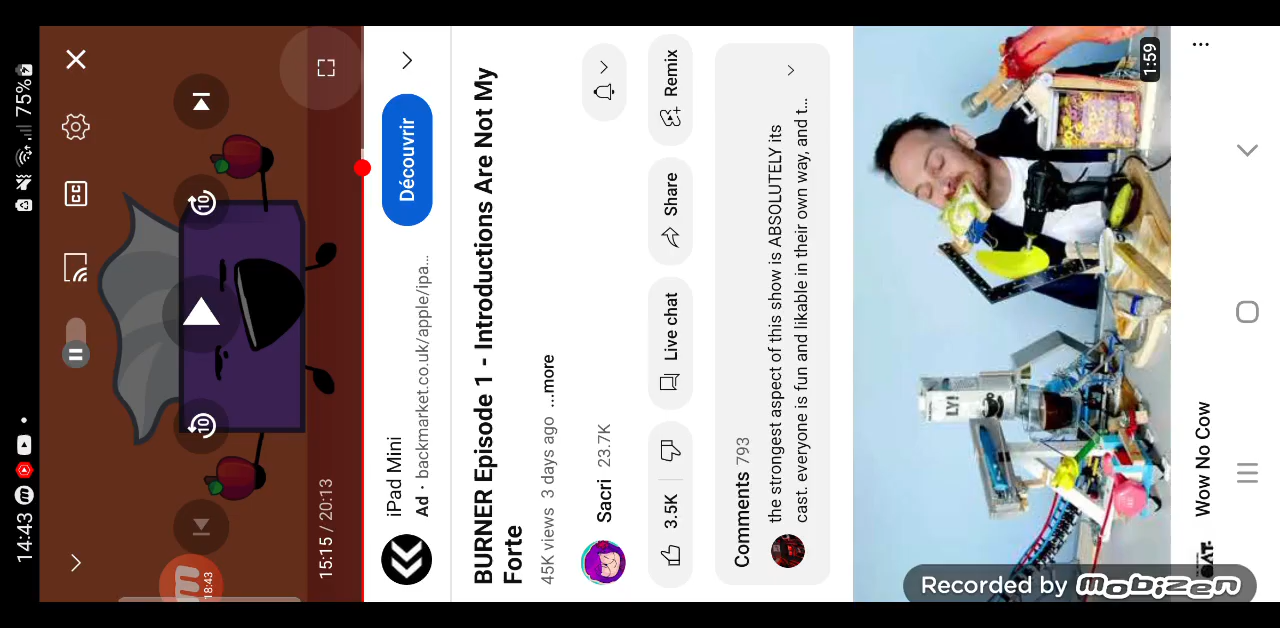 14:43
75%
CC
10
10
18:43
15:15 / 20:13
iPad Mini
Ad · backmarket.co.uk/apple/ipa...
Découvrir
BURNER Episode 1 - Introductions Are Not My
Forte
45K views 3 days ago ...more
Sacri 23.7K
3.5K
Live chat
Share
Remix
Comments 793
the strongest aspect of this show is ABSOLUTELY its
cast. everyone is fun and likable in their own way, and t...
1:59
Wow No Cow
Recorded by mobizen